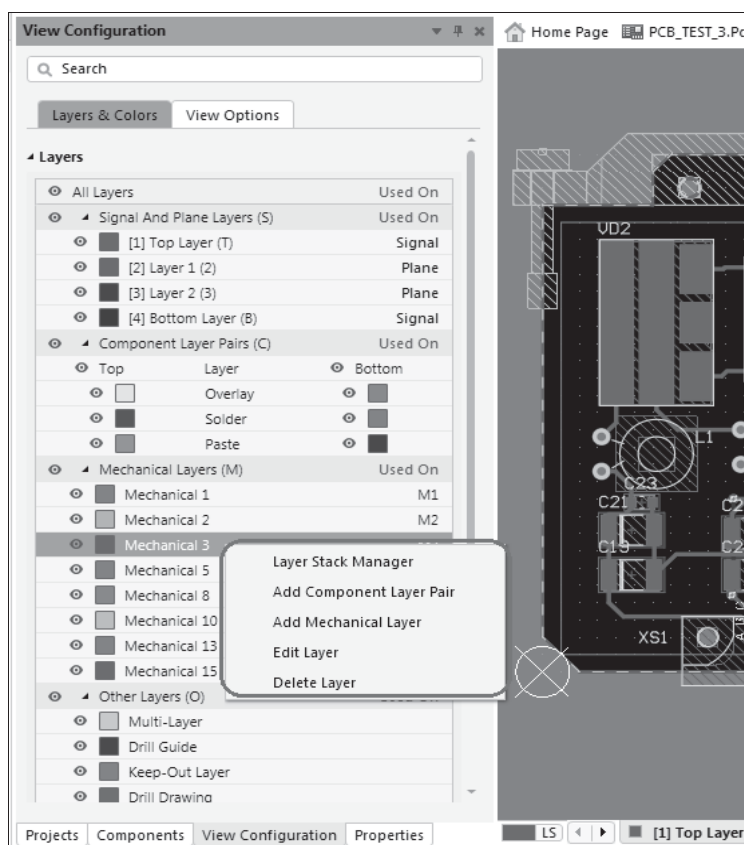 View Configuration
Home Page PCB_TEST_3.Pc
Search
Layers & Colors View Options
Layers
All Layers Used On
Signal And Plane Layers (S) Used On
[1] Top Layer (T) Signal
[2] Layer 1 (2) Plane
[3] Layer 2 (3) Plane
[4] Bottom Layer (B) Signal
Component Layer Pairs (C) Used On
Top Layer Bottom
Overlay
Solder
Paste
Mechanical Layers (M) Used On
Mechanical 1 M1
Mechanical 2 M2
Mechanical 3
Mechanical 5
Mechanical 8
Mechanical 10
Mechanical 13
Mechanical 15
Layer Stack Manager
Add Component Layer Pair
Add Mechanical Layer
Edit Layer
Delete Layer
Other Layers (O)
Multi-Layer
Drill Guide
Keep-Out Layer
Drill Drawing
VD2
L1
C23
C21
C2
C19
C2
XS1
Projects Components View Configuration Properties
LS [1] Top Layer